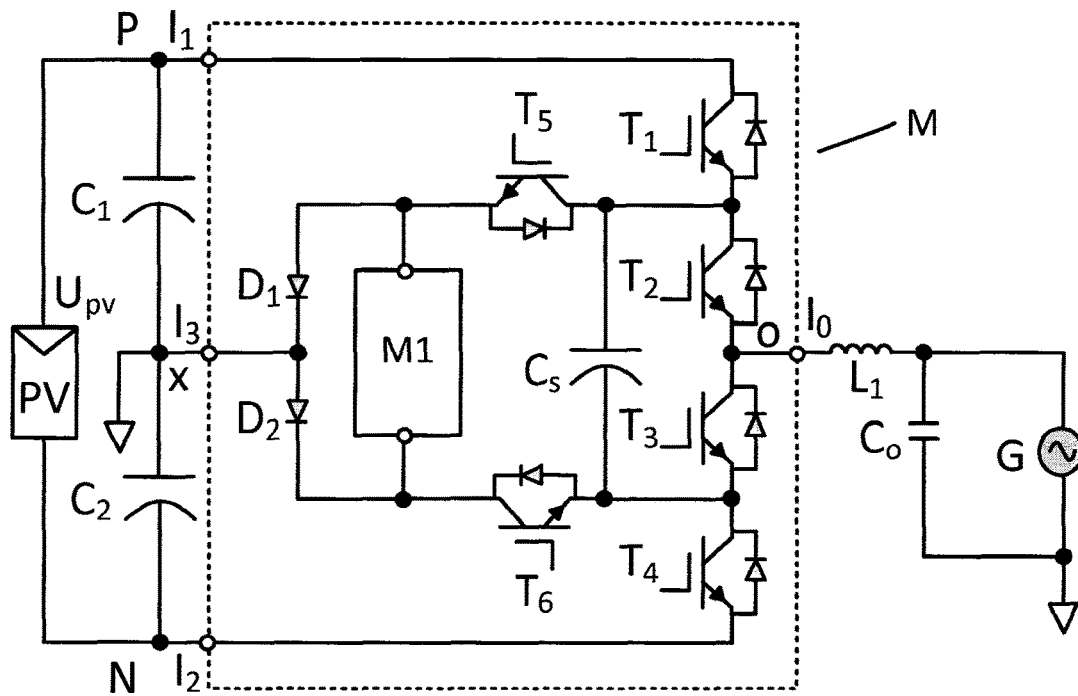 P I₁
T₅
T₁
M
C₁
T₂
D₁
Uₚᵥ
I₃
O I₀
M1
PV
x
Cₛ
L₁
D₂
T₃
Cₒ
G
C₂
T₄
T₆
N I₂